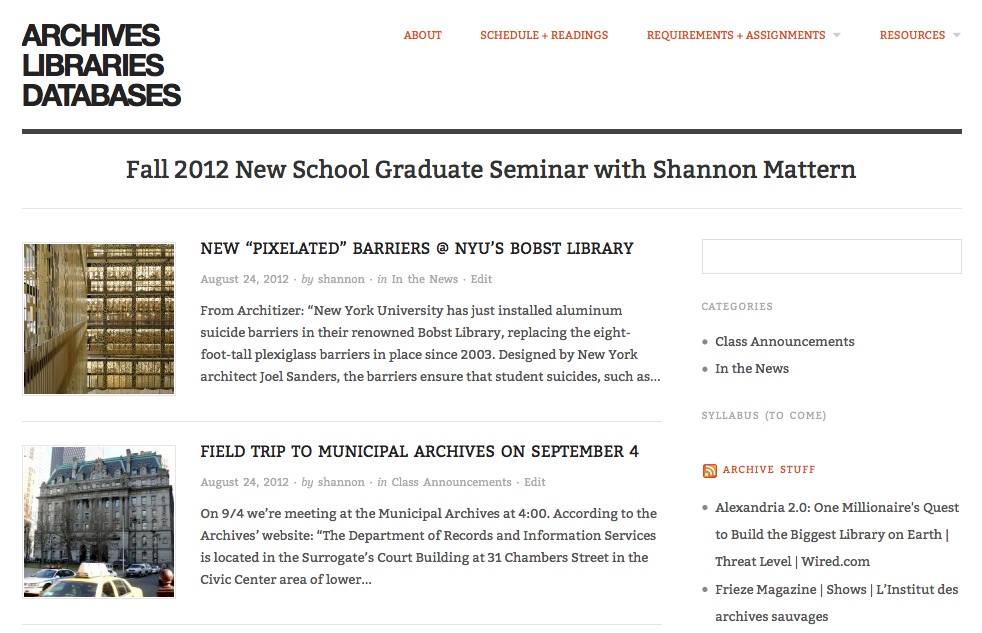 ARCHIVES
LIBRARIES
DATABASES
ABOUT
SCHEDULE + READINGS
REQUIREMENTS + ASSIGNMENTS
RESOURCES
Fall 2012 New School Graduate Seminar with Shannon Mattern
NEW “PIXELATED” BARRIERS @ NYU’S BOBST LIBRARY
August 24, 2012 · by shannon · in In the News · Edit
From Architizer: “New York University has just installed aluminum
suicide barriers in their renowned Bobst Library, replacing the eight-
foot-tall plexiglass barriers in place since 2003. Designed by New York
architect Joel Sanders, the barriers ensure that student suicides, such as...
FIELD TRIP TO MUNICIPAL ARCHIVES ON SEPTEMBER 4
August 24, 2012 · by shannon · in Class Announcements · Edit
On 9/4 we’re meeting at the Municipal Archives at 4:00. According to the
Archives’ website: “The Department of Records and Information Services
is located in the Surrogate’s Court Building at 31 Chambers Street in the
Civic Center area of lower...
CATEGORIES
Class Announcements
In the News
SYLLABUS (TO COME)
ARCHIVE STUFF
Alexandria 2.0: One Millionaire's Quest
to Build the Biggest Library on Earth |
Threat Level | Wired.com
Frieze Magazine | Shows | L’Institut des
archives sauvages